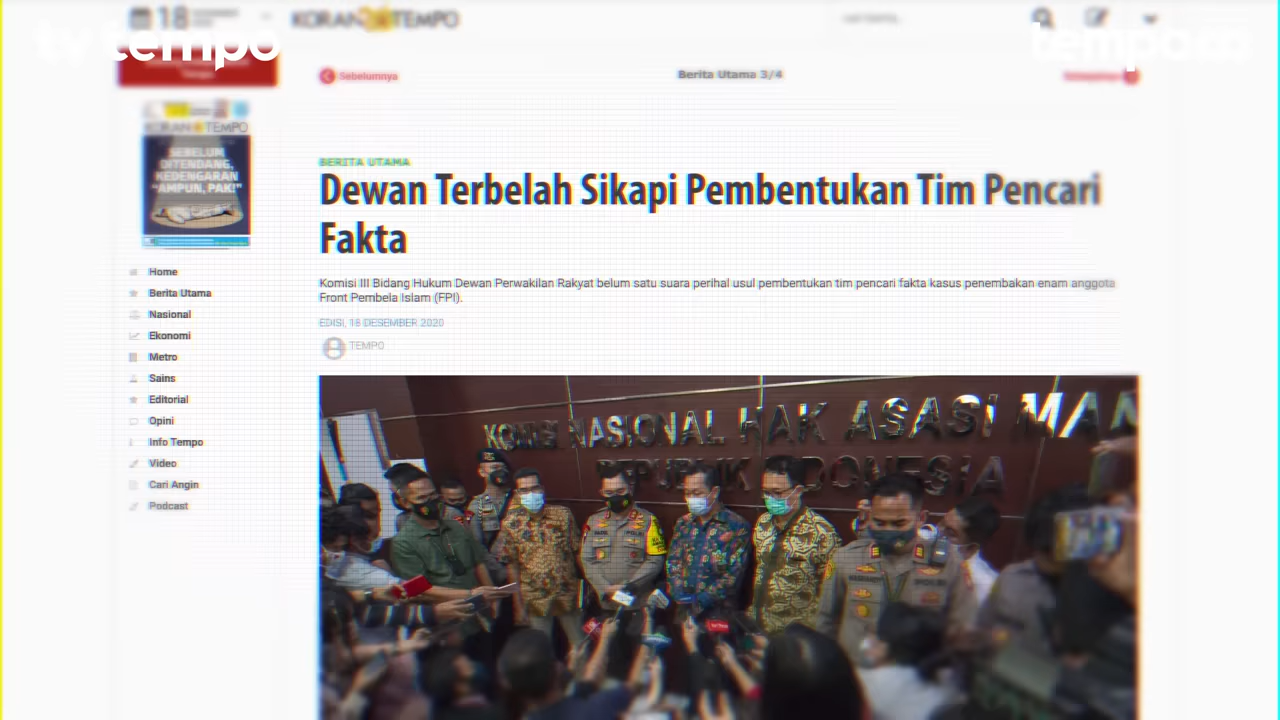 18
KORAN TEMPO
tv tempo
tempo.co
Sebelumnya
Berita Utama 3/4
KORAN TEMPO
SEBELUM
DITENDANG,
KEDENGARAN
"AMPUN, PAK!"
BERITA UTAMA
Dewan Terbelah Sikapi Pembentukan Tim Pencari
Fakta
Komisi III Bidang Hukum Dewan Perwakilan Rakyat belum satu suara perihal usul pembentukan tim pencari fakta kasus penembakan enam anggota
Front Pembela Islam (FPI).
EDISI, 18 DESEMBER 2020
TEMPO
Home
Berita Utama
Nasional
Ekonomi
Metro
Sains
Editorial
Opini
Info Tempo
Video
Cari Angin
Podcast
KOMISI NASIONAL HAK ASASI MAN
REPUBLIK INDONESIA